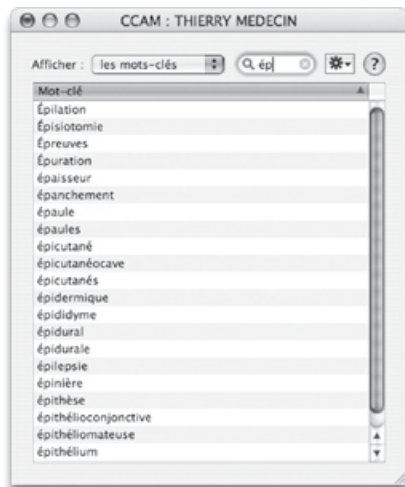 CCAM : THIERRY MEDECIN
Afficher : les mots-clés ép ?
Mot-clé
Épilation
Épisiotomie
Épreuves
Épuration
épaisseur
épanchement
épaule
épaules
épicutané
épicutanéocave
épicutanés
épidermique
épididyme
épidural
épidurale
épilepsie
épinière
épithèse
épithélioconjonctive
épithéliomateuse
épithélium